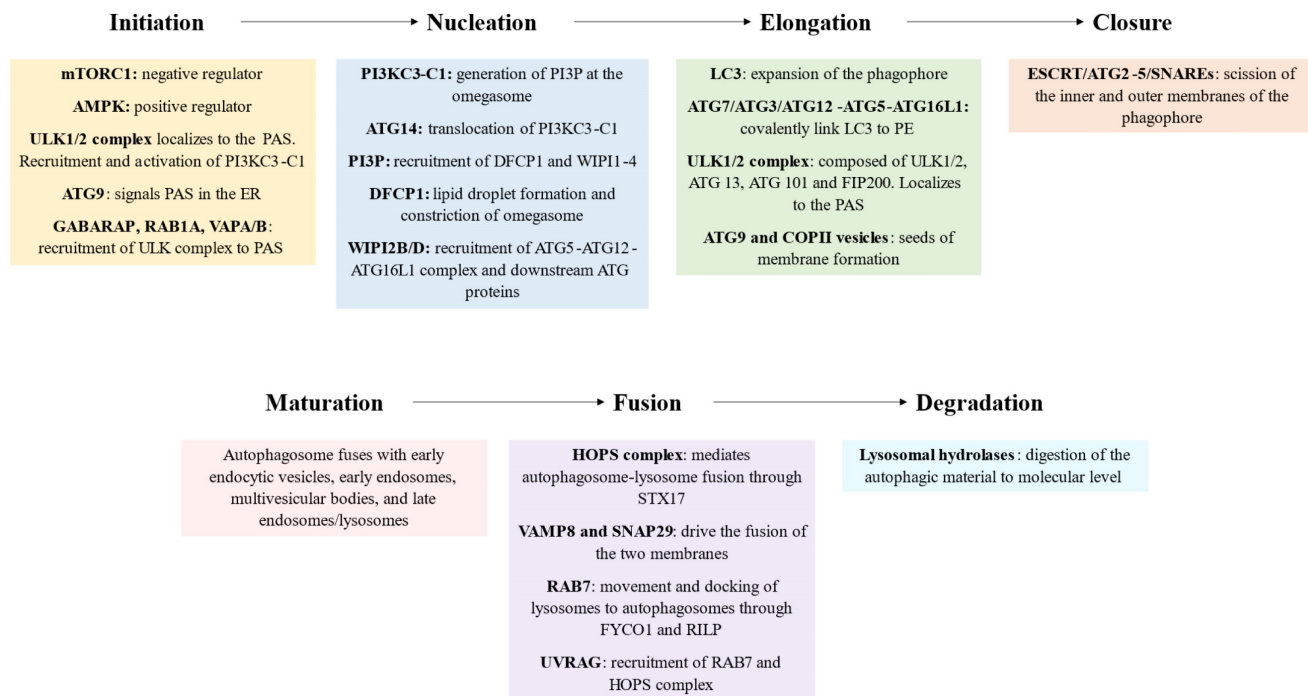 Initiation
Nucleation
Elongation
Closure
mTORC1: negative regulator
AMPK: positive regulator
ULK1/2 complex localizes to the PAS.
Recruitment and activation of PI3KC3-C1
ATG9: signals PAS in the ER
GABARAP, RAB1A, VAPA/B:
recruitment of ULK complex to PAS
PI3KC3-C1: generation of PI3P at the
omegasome
ATG14: translocation of PI3KC3-C1
PI3P: recruitment of DFCP1 and WIPI1-4
DFCP1: lipid droplet formation and
constriction of omegasome
WIPI2B/D: recruitment of ATG5-ATG12-
ATG16L1 complex and downstream ATG
proteins
LC3: expansion of the phagophore
ATG7/ATG3/ATG12 -ATG5-ATG16L1:
covalently link LC3 to PE
ULK1/2 complex: composed of ULK1/2,
ATG 13, ATG 101 and FIP200. Localizes
to the PAS
ATG9 and COPII vesicles: seeds of
membrane formation
ESCRT/ATG2-5/SNAREs: scission of
the inner and outer membranes of the
phagophore
Maturation
Fusion
Degradation
Autophagosome fuses with early
endocytic vesicles, early endosomes,
multivesicular bodies, and late
endosomes/lysosomes
HOPS complex: mediates
autophagosome-lysosome fusion through
STX17
VAMP8 and SNAP29: drive the fusion of
the two membranes
RAB7: movement and docking of
lysosomes to autophagosomes through
FYCO1 and RILP
UVRAG: recruitment of RAB7 and
HOPS complex
Lysosomal hydrolases: digestion of the
autophagic material to molecular level